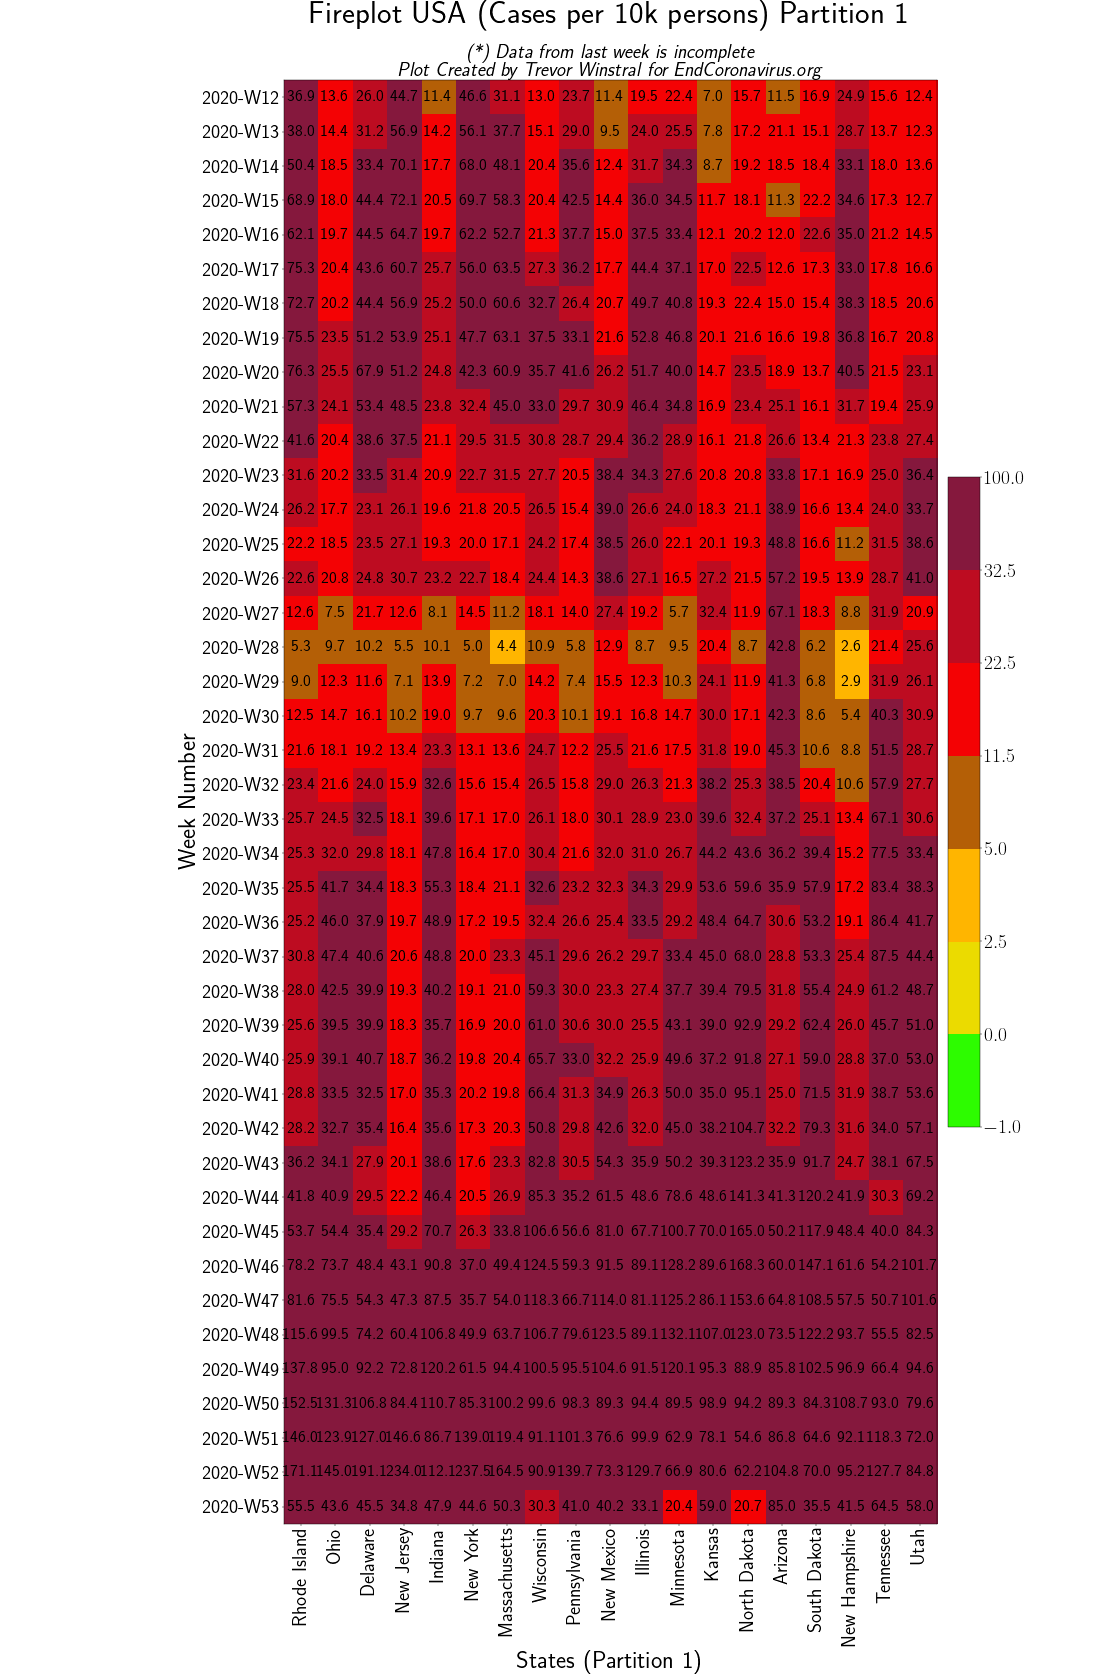 Fireplot USA (Cases per 10k persons) Partition 1
(*) Data from last week is incomplete
Plot Created by Trevor Winstral for EndCoronavirus.org
2020-W12 36.9 13.6 26.0 44.7 11.4 46.6 31.1 13.0 23.7 11.4 19.5 22.4 7.0 15.7 11.5 16.9 24.9 15.6 12.4
2020-W13 38.0 14.4 31.2 56.9 14.2 56.1 37.7 15.1 29.0 9.5 24.0 25.5 7.8 17.2 21.1 15.1 28.7 13.7 12.3
2020-W14 50.4 18.5 33.4 70.1 17.7 68.0 48.1 20.4 35.6 12.4 31.7 34.3 8.7 19.2 18.5 18.4 33.1 18.0 13.6
2020-W15 68.9 18.0 44.4 72.1 20.5 69.7 58.3 20.4 42.5 14.4 36.0 34.5 11.7 18.1 11.3 22.2 34.6 17.3 12.7
2020-W16 62.1 19.7 44.5 64.7 19.7 62.2 52.7 21.3 37.7 15.0 37.5 33.4 12.1 20.2 12.0 22.6 35.0 21.2 14.5
2020-W17 75.3 20.4 43.6 60.7 25.7 56.0 63.5 27.3 36.2 17.7 44.4 37.1 17.0 22.5 12.6 17.3 33.0 17.8 16.6
2020-W18 72.7 20.2 44.4 56.9 25.2 50.0 60.6 32.7 26.4 20.7 49.7 40.8 19.3 22.4 15.0 15.4 38.3 18.5 20.6
2020-W19 75.5 23.5 51.2 53.9 25.1 47.7 63.1 37.5 33.1 21.6 52.8 46.8 20.1 21.6 16.6 19.8 36.8 16.7 20.8
2020-W20 76.3 25.5 67.9 51.2 24.8 42.3 60.9 35.7 41.6 26.2 51.7 40.0 14.7 23.5 18.9 13.7 40.5 21.5 23.1
2020-W21 57.3 24.1 53.4 48.5 23.8 32.4 45.0 33.0 29.7 30.9 46.4 34.8 16.9 23.4 25.1 16.1 31.7 19.4 25.9
2020-W22 41.6 20.4 38.6 37.5 21.1 29.5 31.5 30.8 28.7 29.4 36.2 28.9 16.1 21.8 26.6 13.4 21.3 23.8 27.4
2020-W23 31.6 20.2 33.5 31.4 20.9 22.7 31.5 27.7 20.5 38.4 34.3 27.6 20.8 20.8 33.8 17.1 16.9 25.0 36.4
2020-W24 26.2 17.7 23.1 26.1 19.6 21.8 20.5 26.5 15.4 39.0 26.6 24.0 18.3 21.1 38.9 16.6 13.4 24.0 33.7
2020-W25 22.2 18.5 23.5 27.1 19.3 20.0 17.1 24.2 17.4 38.5 26.0 22.1 20.1 19.3 48.8 16.6 11.2 31.5 38.6
2020-W26 22.6 20.8 24.8 30.7 23.2 22.7 18.4 24.4 14.3 38.6 27.1 16.5 27.2 21.5 57.2 19.5 13.9 28.7 41.0
2020-W27 12.6 7.5 21.7 12.6 8.1 14.5 11.2 18.1 14.0 27.4 19.2 5.7 32.4 11.9 67.1 18.3 8.8 31.9 20.9
2020-W28 5.3 9.7 10.2 5.5 10.1 5.0 4.4 10.9 5.8 12.9 8.7 9.5 20.4 8.7 42.8 6.2 2.6 21.4 25.6
2020-W29 9.0 12.3 11.6 7.1 13.9 7.2 7.0 14.2 7.4 15.5 12.3 10.3 24.1 11.9 41.3 6.8 2.9 31.9 26.1
2020-W30 12.5 14.7 16.1 10.2 19.0 9.7 9.6 20.3 10.1 19.1 16.8 14.7 30.0 17.1 42.3 8.6 5.4 40.3 30.9
2020-W31 21.6 18.1 19.2 13.4 23.3 13.1 13.6 24.7 12.2 25.5 21.6 17.5 31.8 19.0 45.3 10.6 8.8 51.5 28.7
2020-W32 23.4 21.6 24.0 15.9 32.6 15.6 15.4 26.5 15.8 29.0 26.3 21.3 38.2 25.3 38.5 20.4 10.6 57.9 27.7
2020-W33 25.7 24.5 32.5 18.1 39.6 17.1 17.0 26.1 18.0 30.1 28.9 23.0 39.6 32.4 37.2 25.1 13.4 67.1 30.6
2020-W34 25.3 32.0 29.8 18.1 47.8 16.4 17.0 30.4 21.6 32.0 31.0 26.7 44.2 43.6 36.2 39.4 15.2 77.5 33.4
2020-W35 25.5 41.7 34.4 18.3 55.3 18.4 21.1 32.6 23.2 32.3 34.3 29.9 53.6 59.6 35.9 57.9 17.2 83.4 38.3
2020-W36 25.2 46.0 37.9 19.7 48.9 17.2 19.5 32.4 26.6 25.4 33.5 29.2 48.4 64.7 30.6 53.2 19.1 86.4 41.7
2020-W37 30.8 47.4 40.6 20.6 48.8 20.0 23.3 45.1 29.6 26.2 29.7 33.4 45.0 68.0 28.8 53.3 25.4 87.5 44.4
2020-W38 28.0 42.5 39.9 19.3 40.2 19.1 21.0 59.3 30.0 23.3 27.4 37.7 39.4 79.5 31.8 55.4 24.9 61.2 48.7
2020-W39 25.6 39.5 39.9 18.3 35.7 16.9 20.0 61.0 30.6 30.0 25.5 43.1 39.0 92.9 29.2 62.4 26.0 45.7 51.0
2020-W40 25.9 39.1 40.7 18.7 36.2 19.8 20.4 65.7 33.0 32.2 25.9 49.6 37.2 91.8 27.1 59.0 28.8 37.0 53.0
2020-W41 28.8 33.5 32.5 17.0 35.3 20.2 19.8 66.4 31.3 34.9 26.3 50.0 35.0 95.1 25.0 71.5 31.9 38.7 53.6
2020-W42 28.2 32.7 35.4 16.4 35.6 17.3 20.3 50.8 29.8 42.6 32.0 45.0 38.2 104.7 32.2 79.3 31.6 34.0 57.1
2020-W43 36.2 34.1 27.9 20.1 38.6 17.6 23.3 82.8 30.5 54.3 35.9 50.2 39.3 123.2 35.9 91.7 24.7 38.1 67.5
2020-W44 41.8 40.9 29.5 22.2 46.4 20.5 26.9 85.3 35.2 61.5 48.6 78.6 48.6 141.3 41.3 120.2 41.9 30.3 69.2
2020-W45 53.7 54.4 35.4 29.2 70.7 26.3 33.8 106.6 56.6 81.0 67.7 100.7 70.0 165.0 50.2 117.9 48.4 40.0 84.3
2020-W46 78.2 73.7 48.4 43.1 90.8 37.0 49.4 124.5 59.3 91.5 89.1 128.2 89.6 168.3 60.0 147.1 61.6 54.2 101.7
2020-W47 81.6 75.5 54.3 47.3 87.5 35.7 54.0 118.3 66.7 114.0 81.1 125.2 86.1 153.6 64.8 108.5 57.5 50.7 101.6
2020-W48 115.6 99.5 74.2 60.4 106.8 49.9 63.7 106.7 79.6 123.5 89.1 132.1 107.0 123.0 73.5 122.2 93.7 55.5 82.5
2020-W49 137.8 95.0 92.2 72.8 120.2 61.5 94.4 100.5 95.5 104.6 91.5 120.1 95.3 88.9 85.8 102.5 96.9 66.4 94.6
2020-W50 152.5 131.3 106.8 84.4 110.7 85.3 100.2 99.6 98.3 89.3 94.4 89.5 98.9 94.2 89.3 84.3 108.7 93.0 79.6
2020-W51 146.0 123.9 127.0 146.6 86.7 139.0 119.4 91.1 101.3 76.6 99.9 62.9 78.1 54.6 86.8 64.6 92.1 118.3 72.0
2020-W52 171.1 145.0 191.1 234.0 112.1 237.5 164.5 90.9 139.7 73.3 129.7 66.9 80.6 62.2 104.8 70.0 95.2 127.7 84.8
2020-W53 55.5 43.6 45.5 34.8 47.9 44.6 50.3 30.3 41.0 40.2 33.1 20.4 59.0 20.7 85.0 35.5 41.5 64.5 58.0
Week Number
Rhode Island
Ohio
Delaware
New Jersey
Indiana
New York
Massachusetts
Wisconsin
Pennsylvania
New Mexico
Illinois
Minnesota
Kansas
North Dakota
Arizona
South Dakota
New Hampshire
Tennessee
Utah
States (Partition 1)
100.0
32.5
22.5
11.5
5.0
2.5
0.0
−1.0